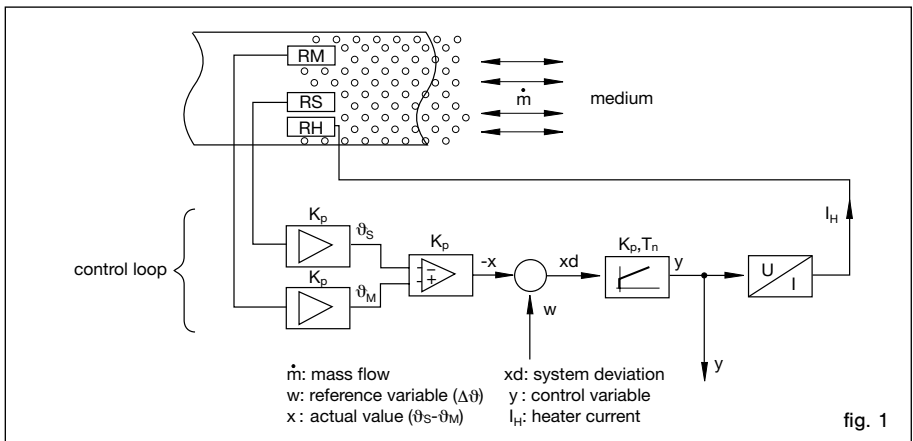 RM
RS
RH
ṁ
medium
I_H
K_p
ϑ_S
K_p
K_p
ϑ_M
control loop
−
+
-x
xd
w
K_p,T_n
y
U
I
y
ṁ: mass flow
w: reference variable (Δϑ)
x : actual value (ϑ_S-ϑ_M)
xd: system deviation
y : control variable
I_H: heater current
fig. 1